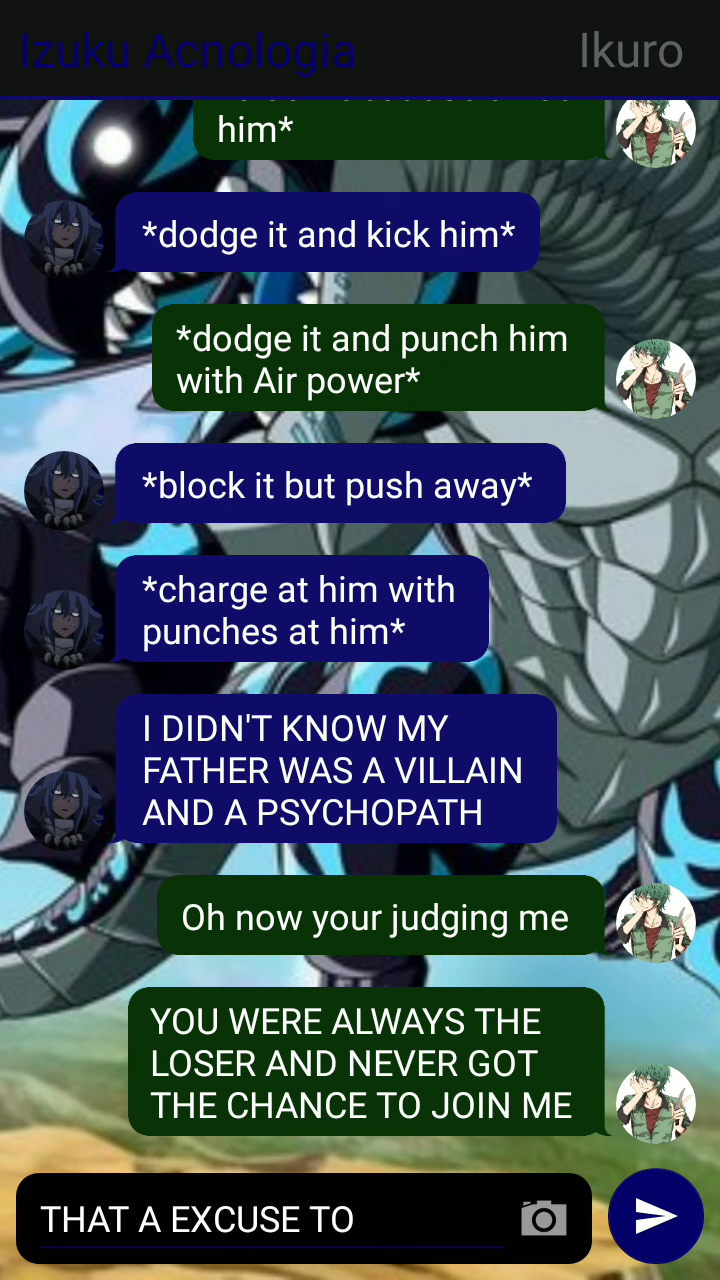 Izuku Acnologia
Ikuro
him*
*dodge it and kick him*
*dodge it and punch him
with Air power*
*block it but push away*
*charge at him with
punches at him*
I DIDN'T KNOW MY
FATHER WAS A VILLAIN
AND A PSYCHOPATH
Oh now your judging me
YOU WERE ALWAYS THE
LOSER AND NEVER GOT
THE CHANCE TO JOIN ME
THAT A EXCUSE TO